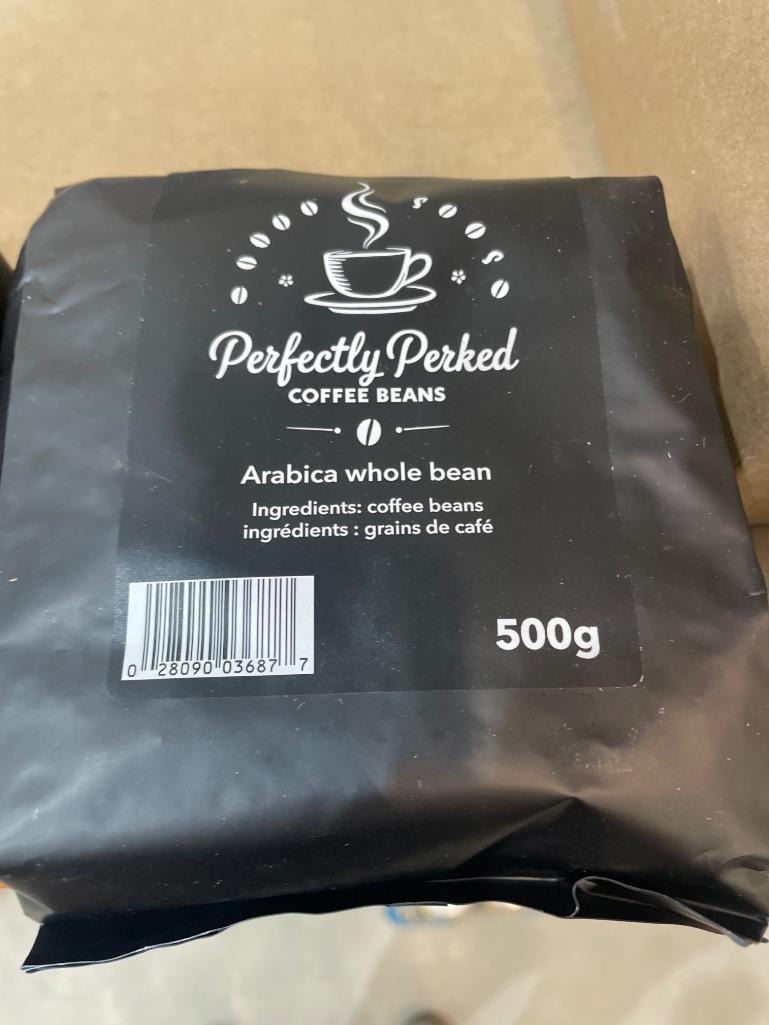 Perfectly Perked
COFFEE BEANS
Arabica whole bean
Ingredients: coffee beans
ingrédients : grains de café
500g
0 28090 03687 7